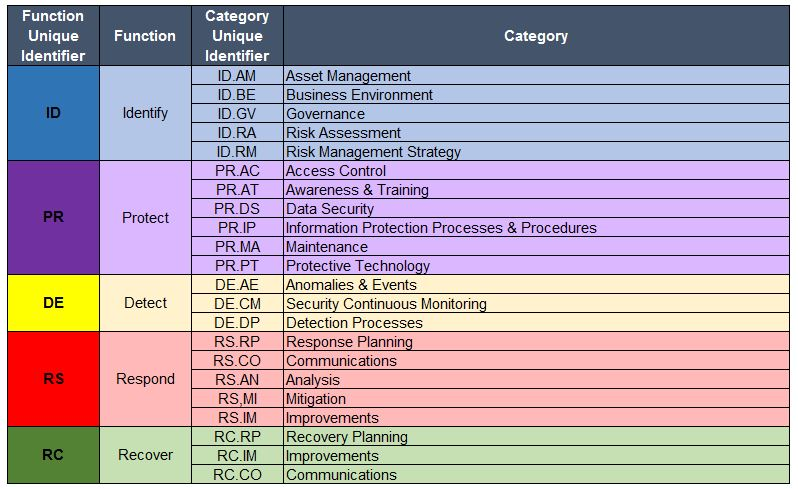 Function Unique Identifier Function Category Unique Identifier Category
ID Identify ID.AM Asset Management
ID.BE Business Environment
ID.GV Governance
ID.RA Risk Assessment
ID.RM Risk Management Strategy
PR Protect PR.AC Access Control
PR.AT Awareness & Training
PR.DS Data Security
PR.IP Information Protection Processes & Procedures
PR.MA Maintenance
PR.PT Protective Technology
DE Detect DE.AE Anomalies & Events
DE.CM Security Continuous Monitoring
DE.DP Detection Processes
RS Respond RS.RP Response Planning
RS.CO Communications
RS.AN Analysis
RS,MI Mitigation
RS.IM Improvements
RC Recover RC.RP Recovery Planning
RC.IM Improvements
RC.CO Communications